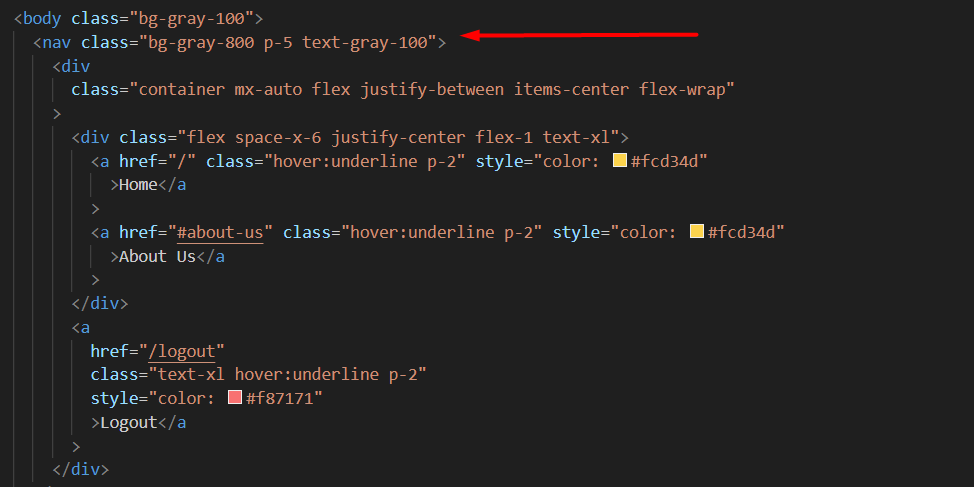 <body class="bg-gray-100">
<nav class="bg-gray-800 p-5 text-gray-100">
<div
class="container mx-auto flex justify-between items-center flex-wrap"
>
<div class="flex space-x-6 justify-center flex-1 text-xl">
<a href="/" class="hover:underline p-2" style="color: #fcd34d"
>Home</a
>
<a href="#about-us" class="hover:underline p-2" style="color: #fcd34d"
>About Us</a
>
</div>
<a
href="/logout"
class="text-xl hover:underline p-2"
style="color: #f87171"
>Logout</a
>
</div>